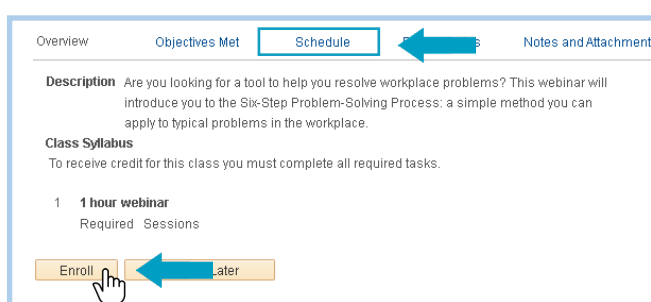 Overview Objectives Met Schedule Notes and Attachment
Description Are you looking for a tool to help you resolve workplace problems? This webinar will
introduce you to the Six-Step Problem-Solving Process: a simple method you can
apply to typical problems in the workplace.
Class Syllabus
To receive credit for this class you must complete all required tasks.
1 1 hour webinar
Required Sessions
Enroll Later